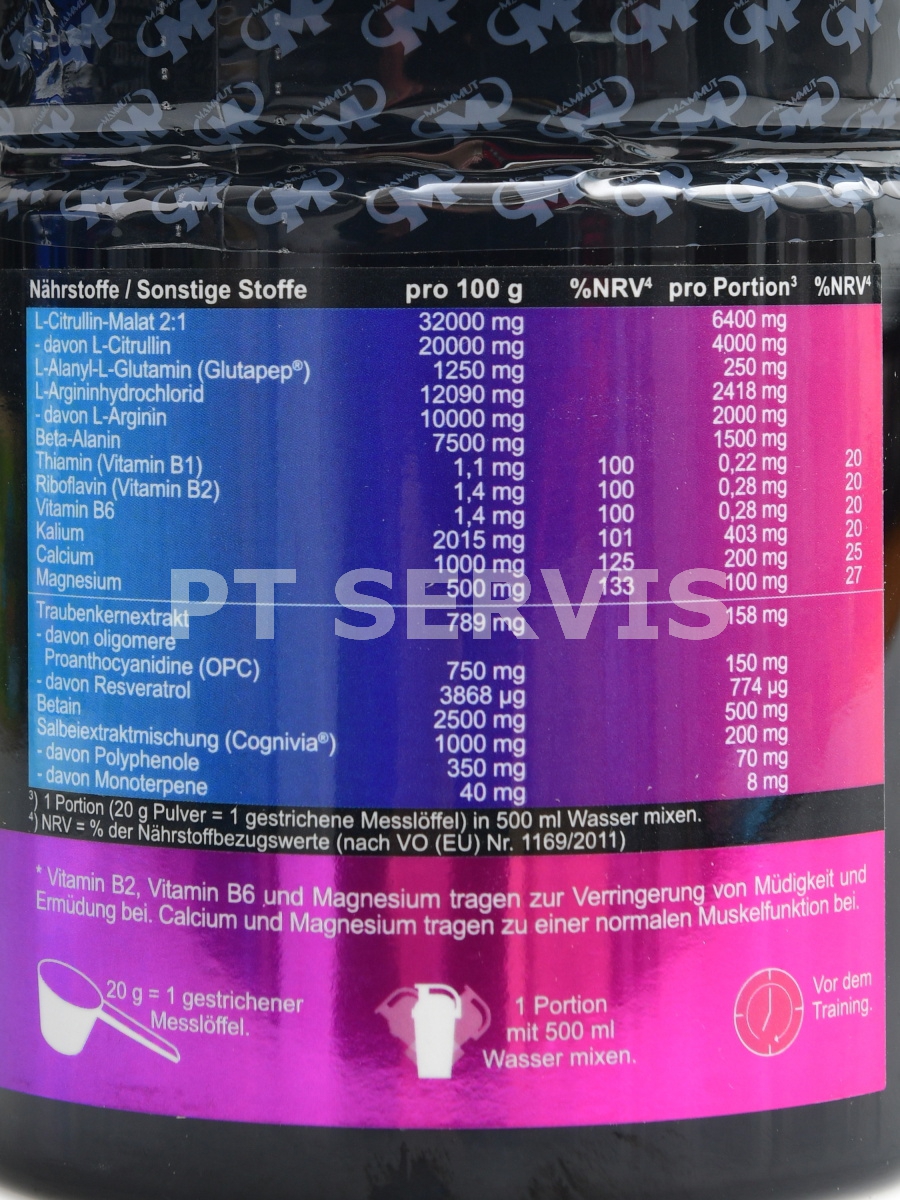 MAMMUT
Nährstoffe / Sonstige Stoffe pro 100 g %NRV⁴ pro Portion³ %NRV⁴
L-Citrullin-Malat 2:1 32000 mg 6400 mg
- davon L-Citrullin 20000 mg 4000 mg
L-Alanyl-L-Glutamin (Glutapep®) 1250 mg 250 mg
L-Argininhydrochlorid 12090 mg 2418 mg
- davon L-Arginin 10000 mg 2000 mg
Beta-Alanin 7500 mg 1500 mg
Thiamin (Vitamin B1) 1,1 mg 100 0,22 mg 20
Riboflavin (Vitamin B2) 1,4 mg 100 0,28 mg 20
Vitamin B6 1,4 mg 100 0,28 mg 20
Kalium 2015 mg 101 403 mg 20
Calcium 1000 mg 125 200 mg 25
Magnesium 500 mg 133 100 mg 27
PT SERVIS
Traubenkernextrakt 789 mg 158 mg
- davon oligomere
Proanthocyanidine (OPC) 750 mg 150 mg
- davon Resveratrol 3868 µg 774 µg
Betain 2500 mg 500 mg
Salbeiextraktmischung (Cognivia®) 1000 mg 200 mg
- davon Polyphenole 350 mg 70 mg
- davon Monoterpene 40 mg 8 mg
³) 1 Portion (20 g Pulver = 1 gestrichene Messlöffel) in 500 ml Wasser mixen.
⁴) NRV = % der Nährstoffbezugswerte (nach VO (EU) Nr. 1169/2011)
* Vitamin B2, Vitamin B6 und Magnesium tragen zur Verringerung von Müdigkeit und
Ermüdung bei. Calcium und Magnesium tragen zu einer normalen Muskelfunktion bei.
20 g = 1 gestrichener
Messlöffel.
1 Portion
mit 500 ml
Wasser mixen.
Vor dem
Training.